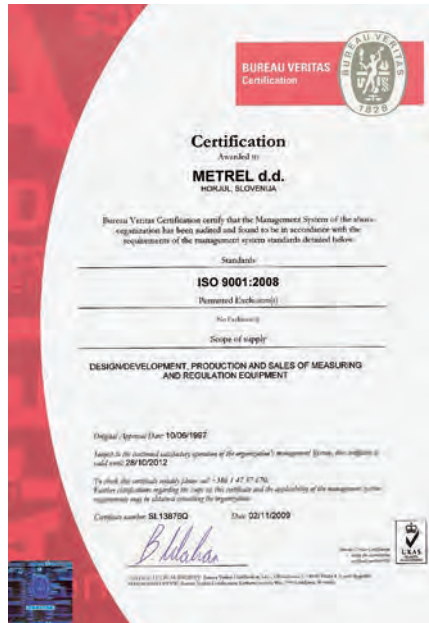 BUREAU VERITAS
Certification
BUREAU VERITAS
1828
Certification
Awarded to
METREL d.d.
HORJUL, SLOVENIJA
Bureau Veritas Certification certify that the Management System of the above
organization has been audited and found to be in accordance with the
requirements of the management system standards detailed below
Standards
ISO 9001:2008
Permitted Exclusion(s)
No Exclusion(s)
Scope of supply
DESIGN/DEVELOPMENT, PRODUCTION AND SALES OF MEASURING
AND REGULATION EQUIPMENT
Original Approval Date: 10/06/1997
Subject to the continued satisfactory operation of the organization's management System, this certificate is
valid until: 28/10/2012
To check this certificate validity please call: +386 1 47 57 670.
Further clarifications regarding the scope of this certificate and the applicability of the management system
requirements may be obtained consulting the organization.
Certificate number: SL13879Q Date: 02/11/2009
UKAS